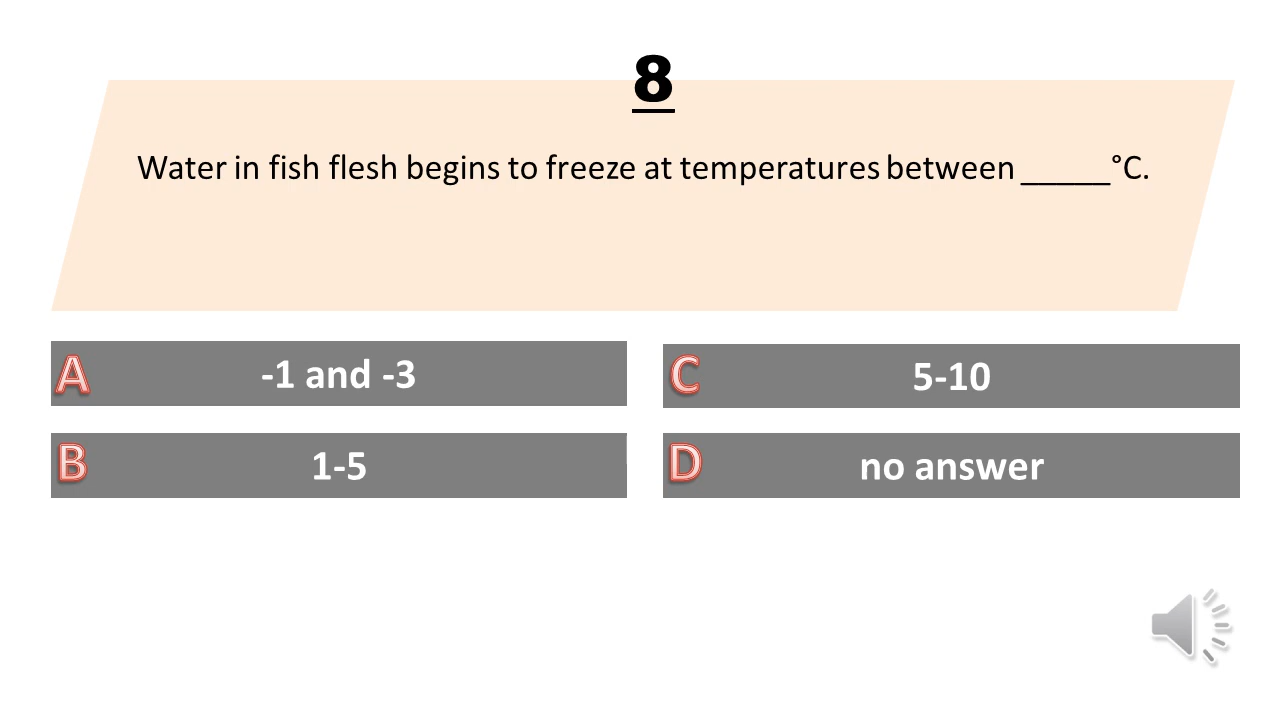 8
Water in fish flesh begins to freeze at temperatures between _____°C.
A -1 and -3
B 1-5
C 5-10
D no answer